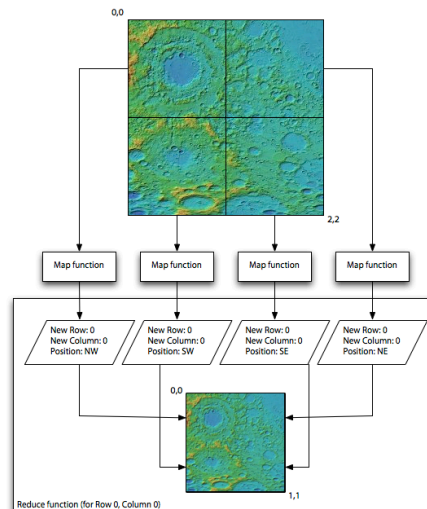 0,0
2,2
Map function
Map function
Map function
Map function
New Row: 0
New Column: 0
Position: NW
New Row: 0
New Column: 0
Position: SW
New Row: 0
New Column: 0
Position: SE
New Row: 0
New Column: 0
Position: NE
0,0
1,1
Reduce function (for Row 0, Column 0)